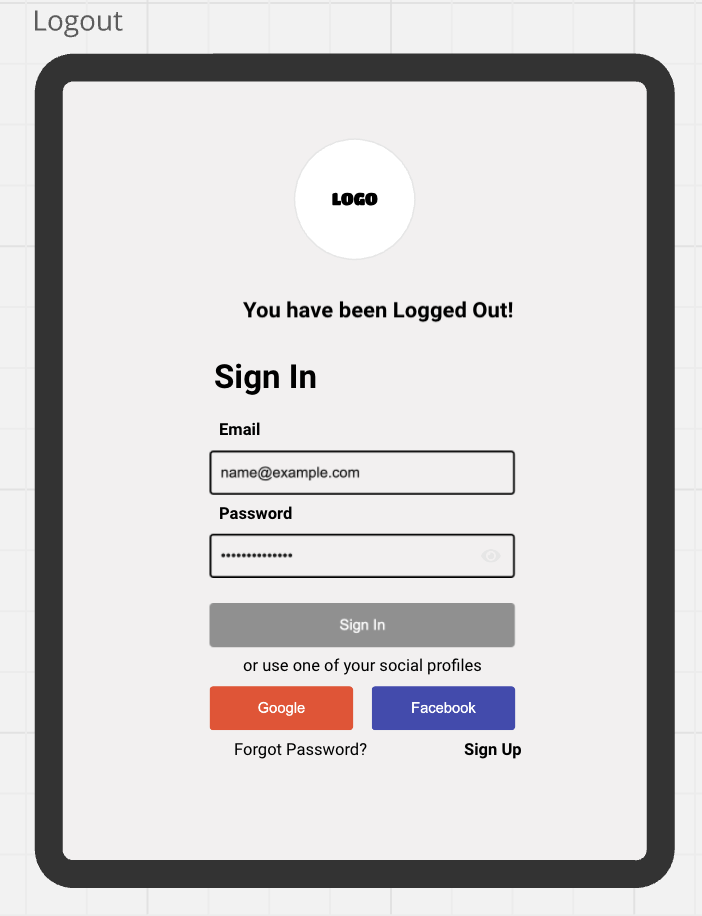 Logout
LOGO
You have been Logged Out!
Sign In
Email
name@example.com
Password
••••••••••••••
Sign In
or use one of your social profiles
Google Facebook
Forgot Password? Sign Up